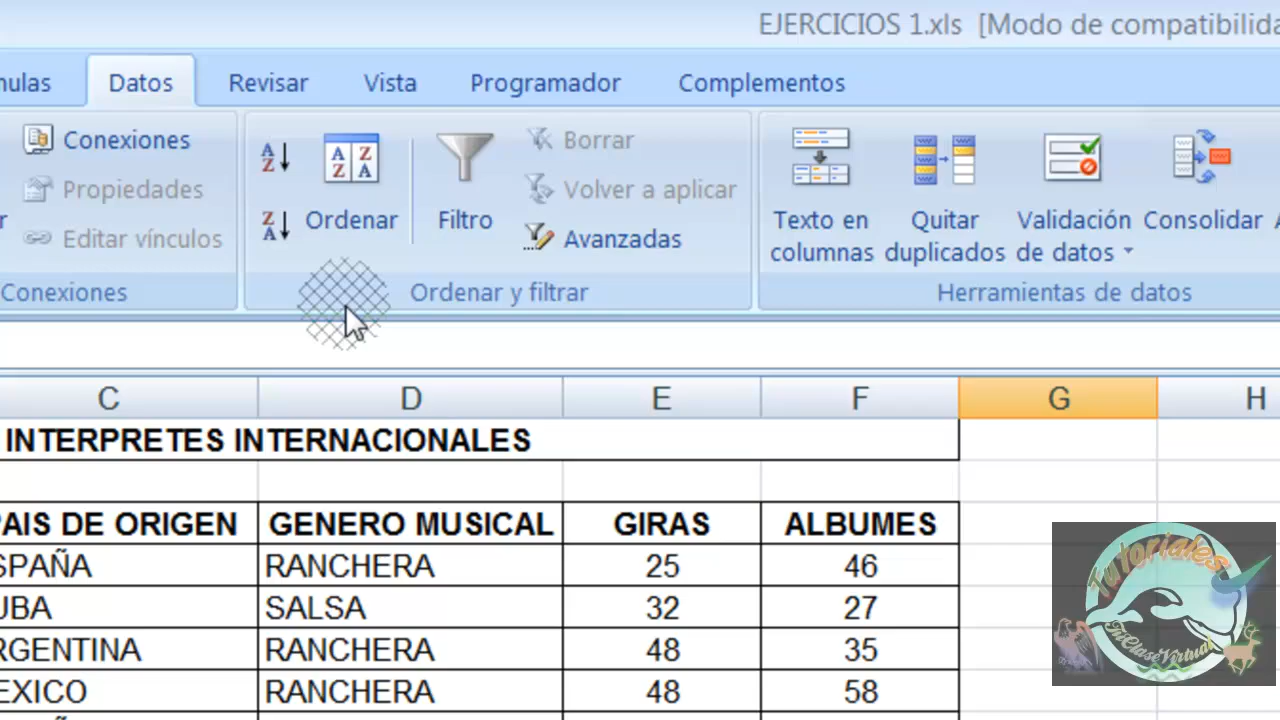 EJERCICIOS 1.xls [Modo de compatibilida
nulas Datos Revisar Vista Programador Complementos
Conexiones
Propiedades
Editar vínculos
Conexiones
Ordenar
Filtro
Borrar
Volver a aplicar
Avanzadas
Ordenar y filtrar
Texto en
columnas
Quitar
duplicados
Validación
de datos
Consolidar
Herramientas de datos
C D E F G H
INTERPRETES INTERNACIONALES
PAIS DE ORIGEN GENERO MUSICAL GIRAS ALBUMES
SPAÑA RANCHERA 25 46
UBA SALSA 32 27
RGENTINA RANCHERA 48 35
EXICO RANCHERA 48 58
Tutoriales
TuClaseVirtual